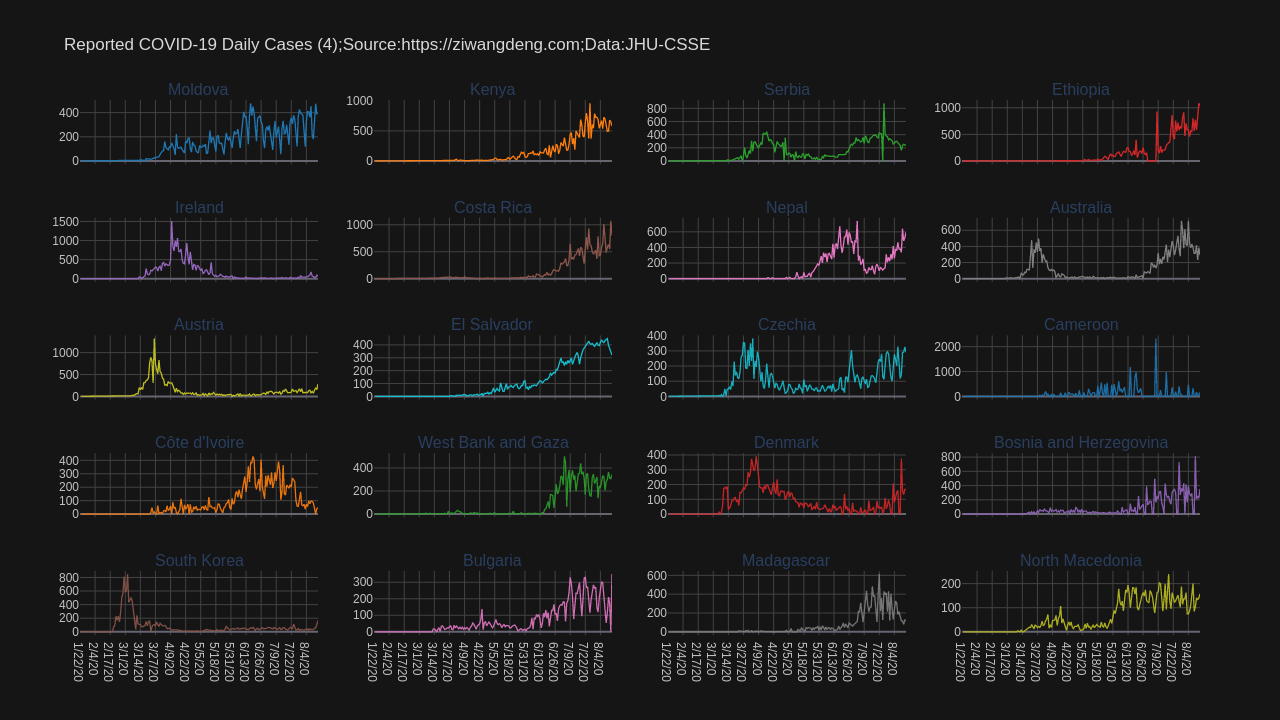 Reported COVID-19 Daily Cases (4);Source:https://ziwangdeng.com;Data:JHU-CSSE
Moldova Kenya Serbia Ethiopia
400 200 0
1000 500 0
800 600 400 200 0
1000 500 0
Ireland Costa Rica Nepal Australia
1500 1000 500 0
1000 500 0
600 400 200 0
600 400 200 0
Austria El Salvador Czechia Cameroon
1000 500 0
400 300 200 100 0
400 300 200 100 0
2000 1000 0
Côte d'Ivoire West Bank and Gaza Denmark Bosnia and Herzegovina
400 300 200 100 0
400 200 0
400 300 200 100 0
800 600 400 200 0
South Korea Bulgaria Madagascar North Macedonia
800 600 400 200 0
300 200 100 0
600 400 200 0
200 100 0
1/22/20 2/4/20 2/17/20 3/1/20 3/14/20 3/27/20 4/9/20 4/22/20 5/5/20 5/18/20 5/31/20 6/13/20 6/26/20 7/9/20 7/22/20 8/4/20
1/22/20 2/4/20 2/17/20 3/1/20 3/14/20 3/27/20 4/9/20 4/22/20 5/5/20 5/18/20 5/31/20 6/13/20 6/26/20 7/9/20 7/22/20 8/4/20
1/22/20 2/4/20 2/17/20 3/1/20 3/14/20 3/27/20 4/9/20 4/22/20 5/5/20 5/18/20 5/31/20 6/13/20 6/26/20 7/9/20 7/22/20 8/4/20
1/22/20 2/4/20 2/17/20 3/1/20 3/14/20 3/27/20 4/9/20 4/22/20 5/5/20 5/18/20 5/31/20 6/13/20 6/26/20 7/9/20 7/22/20 8/4/20